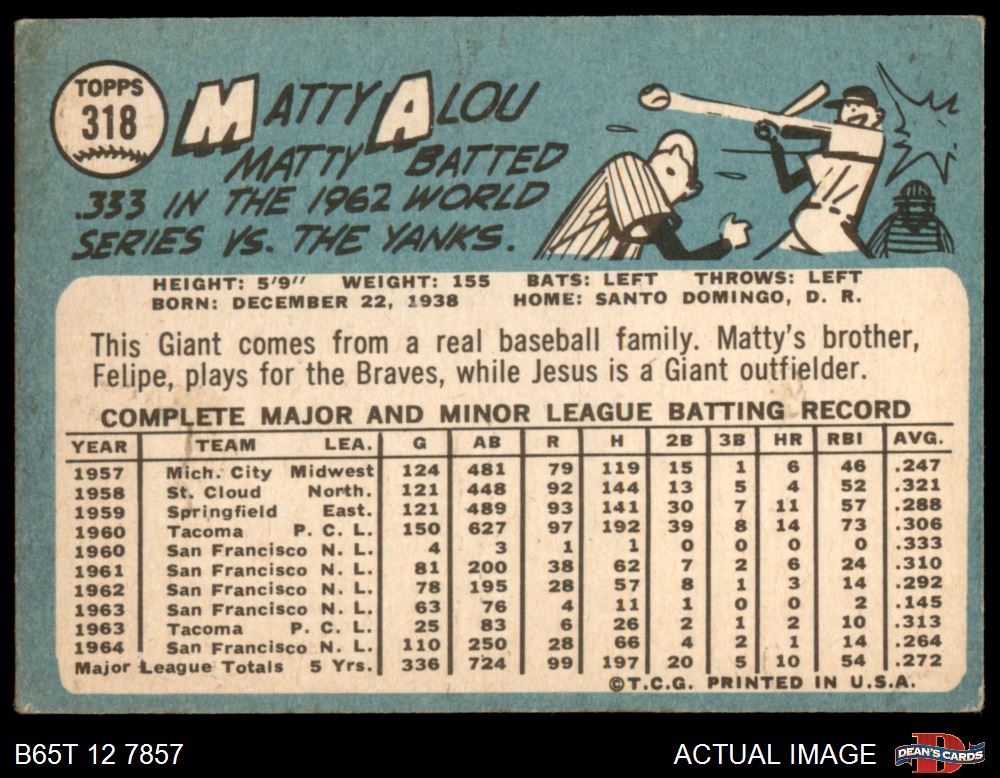 TOPPS
318
MATTY ALOU
MATTY BATTED
.333 IN THE 1962 WORLD
SERIES VS. THE YANKS.
HEIGHT: 5'9" WEIGHT: 155 BATS: LEFT THROWS: LEFT
BORN: DECEMBER 22, 1938 HOME: SANTO DOMINGO, D. R.
This Giant comes from a real baseball family. Matty's brother,
Felipe, plays for the Braves, while Jesus is a Giant outfielder.
COMPLETE MAJOR AND MINOR LEAGUE BATTING RECORD
YEAR TEAM LEA. G AB R H 2B 3B HR RBI AVG.
1957 Mich. City Midwest 124 481 79 119 15 1 6 46 .247
1958 St. Cloud North. 121 448 92 144 13 5 4 52 .321
1959 Springfield East. 121 489 93 141 30 7 11 57 .288
1960 Tacoma P. C. L. 150 627 97 192 39 8 14 73 .306
1960 San Francisco N. L. 4 3 1 1 0 0 0 0 .333
1961 San Francisco N. L. 81 200 38 62 7 2 6 24 .310
1962 San Francisco N. L. 78 195 28 57 8 1 3 14 .292
1963 San Francisco N. L. 63 76 4 11 1 0 0 2 .145
1963 Tacoma P. C. L. 25 83 6 26 2 1 2 10 .313
1964 San Francisco N. L. 110 250 28 66 4 2 1 14 .264
Major League Totals 5 Yrs. 336 724 99 197 20 5 10 54 .272
©T.C.G. PRINTED IN U.S.A.
B65T 12 7857 ACTUAL IMAGE DEAN'S CARDS